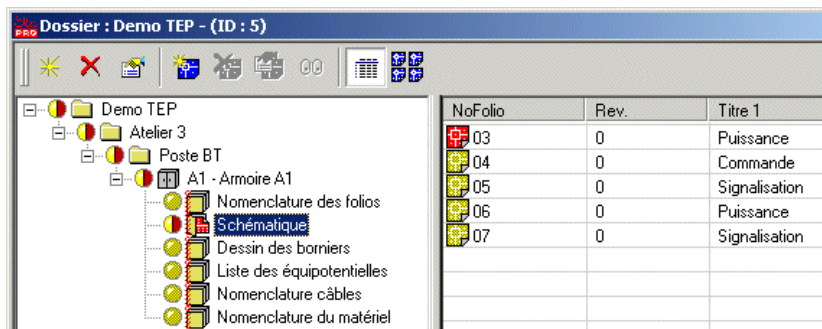 Dossier : Demo TEP - (ID : 5)
Demo TEP
Atelier 3
Poste BT
A1 - Armoire A1
Nomenclature des folios
Schématique
Dessin des borniers
Liste des équipotentielles
Nomenclature câbles
Nomenclature du matériel
NoFolio Rev. Titre 1
03 0 Puissance
04 0 Commande
05 0 Signalisation
06 0 Puissance
07 0 Signalisation